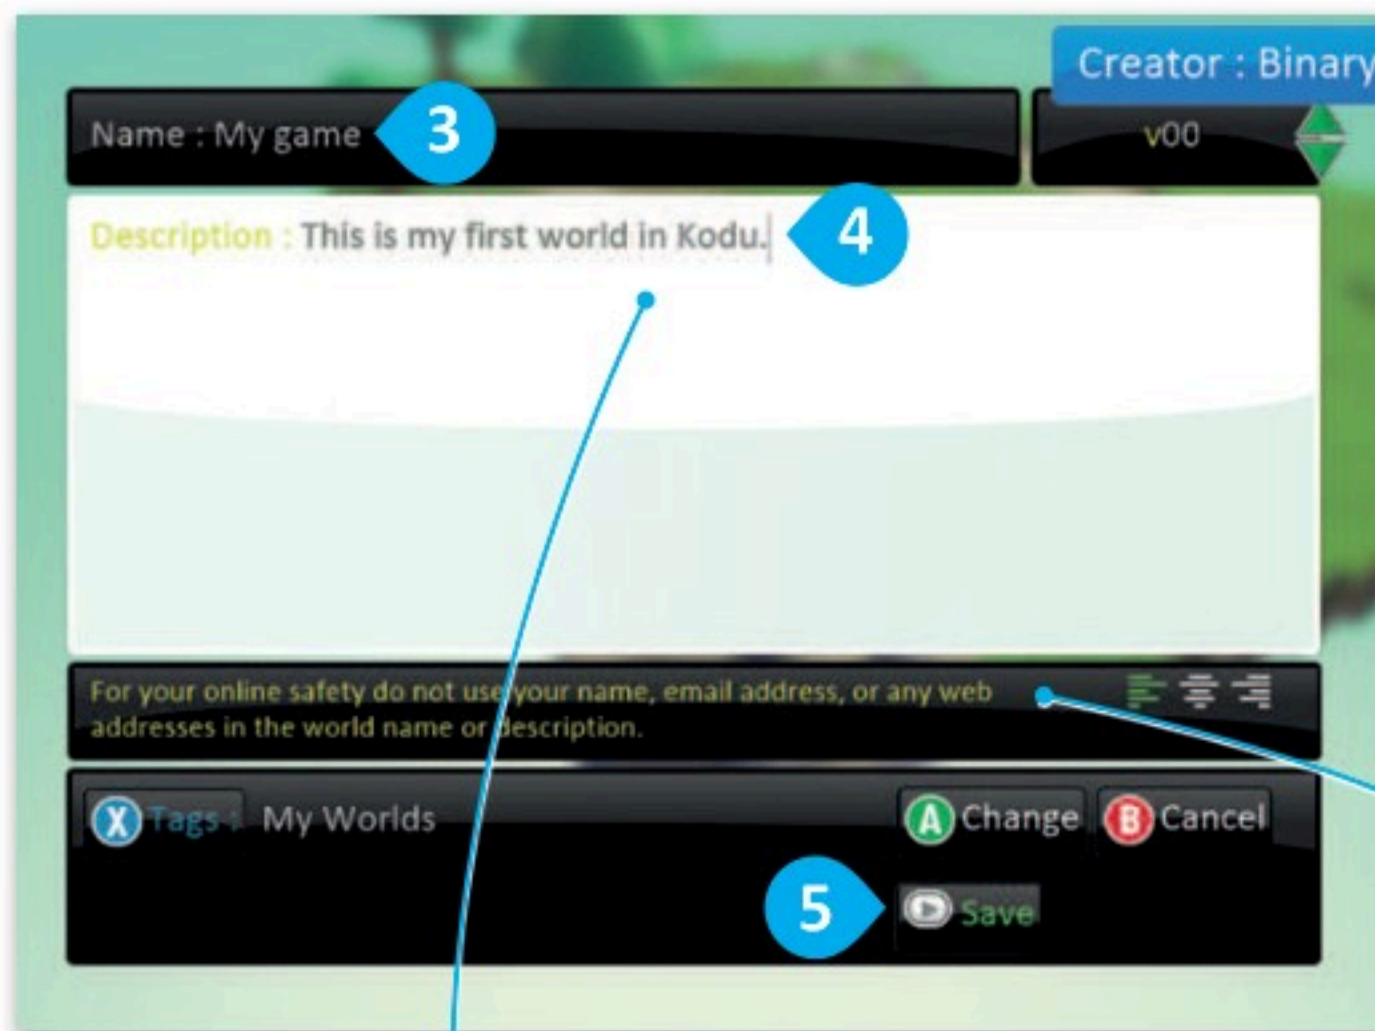 Creator : Binary
Name : My game
3
v00
Description : This is my first world in Kodu.
4
For your online safety do not use your name, email address, or any web
addresses in the world name or description.
X Tags : My Worlds
A Change
B Cancel
5
Save